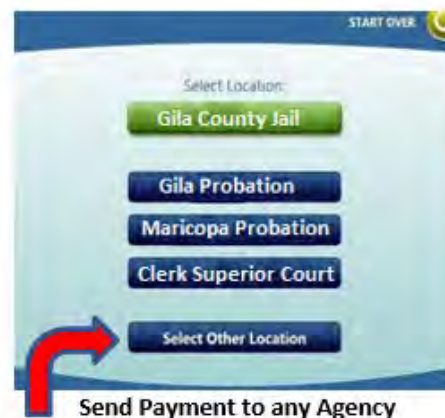 START OVER
Select Location:
Gila County Jail
Gila Probation
Maricopa Probation
Clerk Superior Court
Select Other Location
Send Payment to any Agency